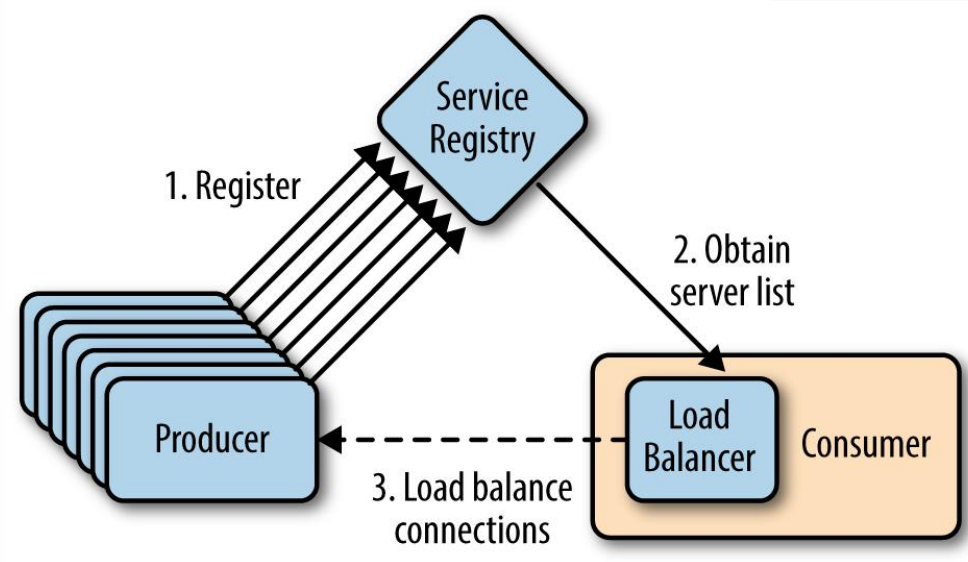 Service
Registry
1. Register
2. Obtain
server list
Producer
Load
Balancer
Consumer
3. Load balance
connections